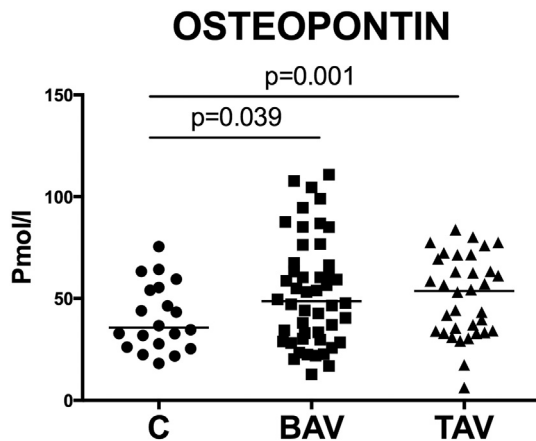 OSTEOPONTIN
p=0.001
p=0.039
Pmol/l
150
100
50
0
C BAV TAV